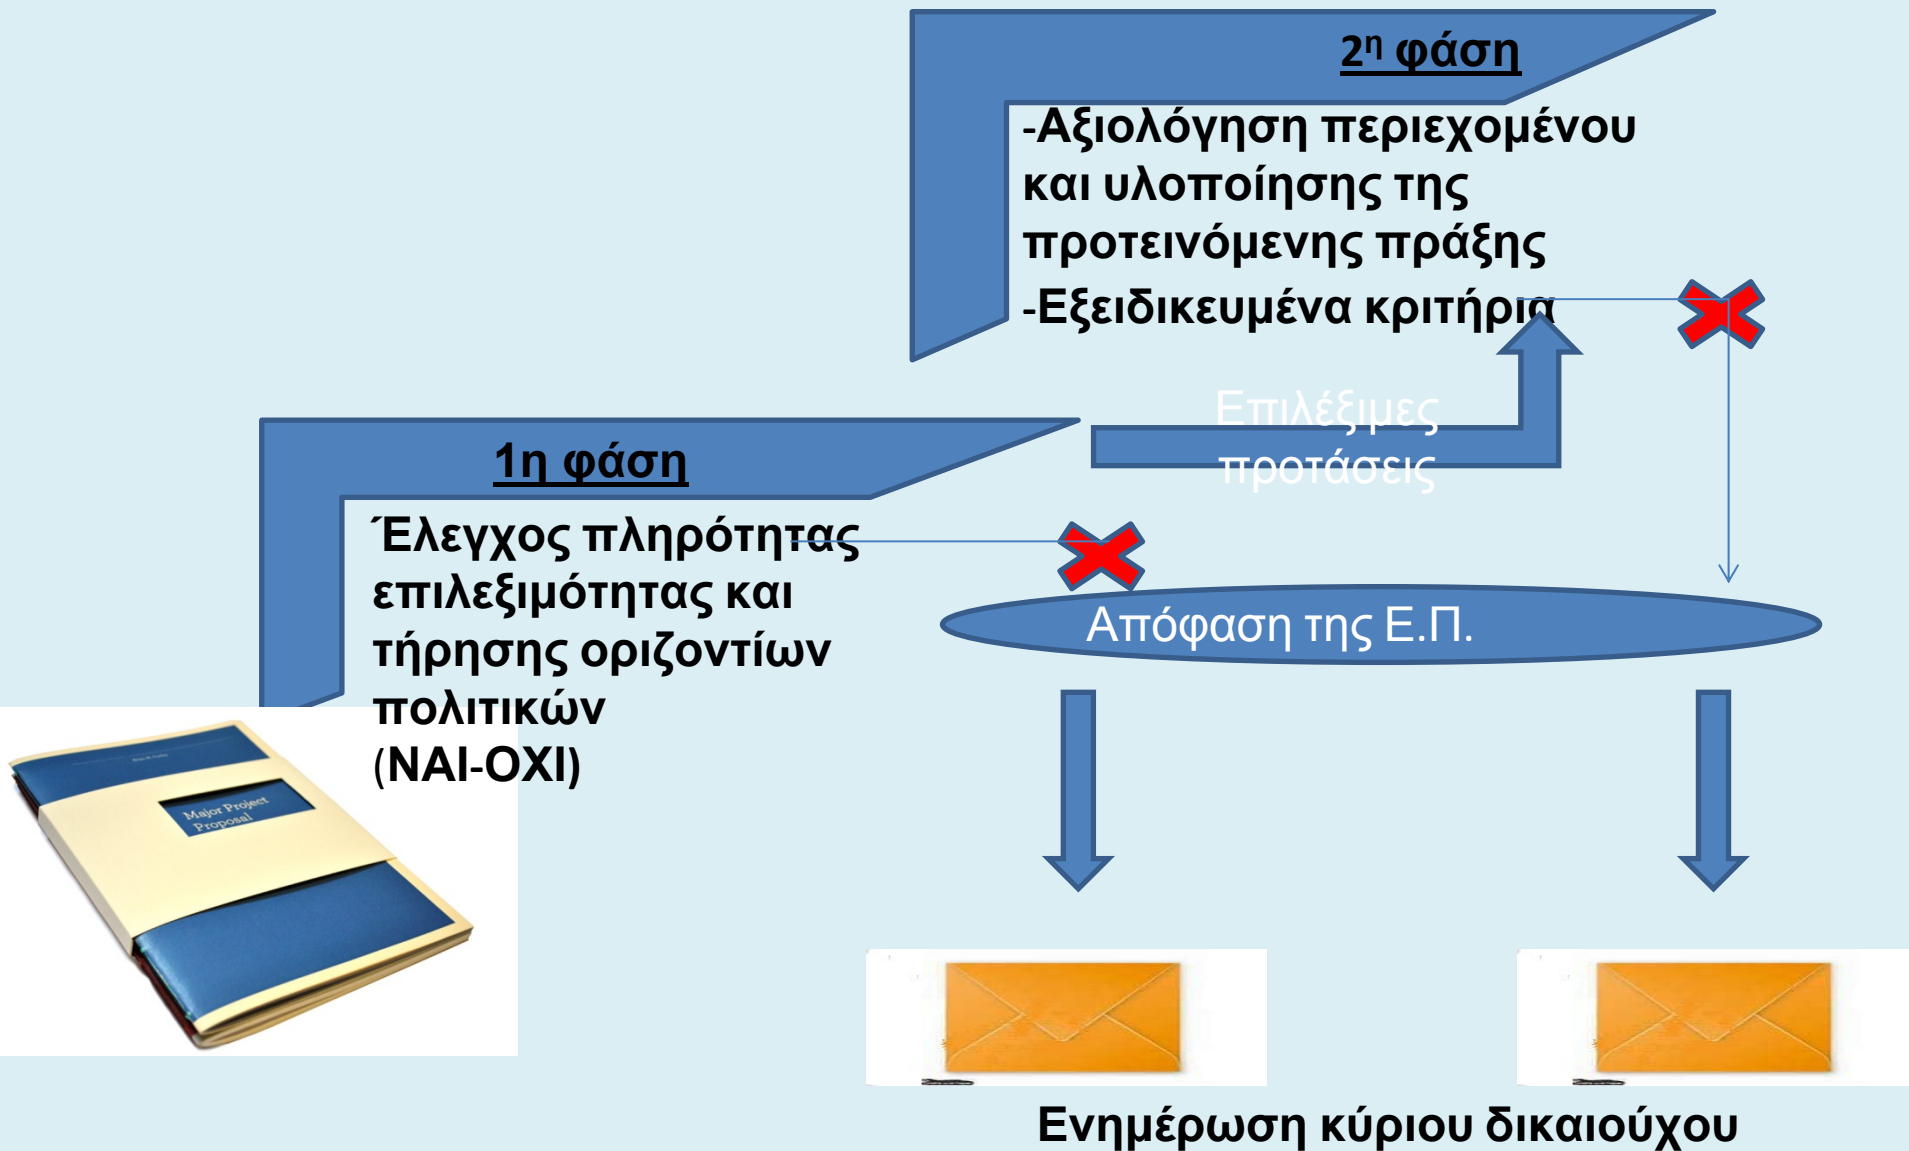 2η φάση
-Αξιολόγηση περιεχομένου
και υλοποίησης της
προτεινόμενης πράξης
-Εξειδικευμένα κριτήρια
Επιλέξιμες
προτάσεις
1η φάση
Έλεγχος πληρότητας
επιλεξιμότητας και
τήρησης οριζοντίων
πολιτικών
(ΝΑΙ-ΟΧΙ)
Απόφαση της Ε.Π.
Major Project
Proposal
Ενημέρωση κύριου δικαιούχου